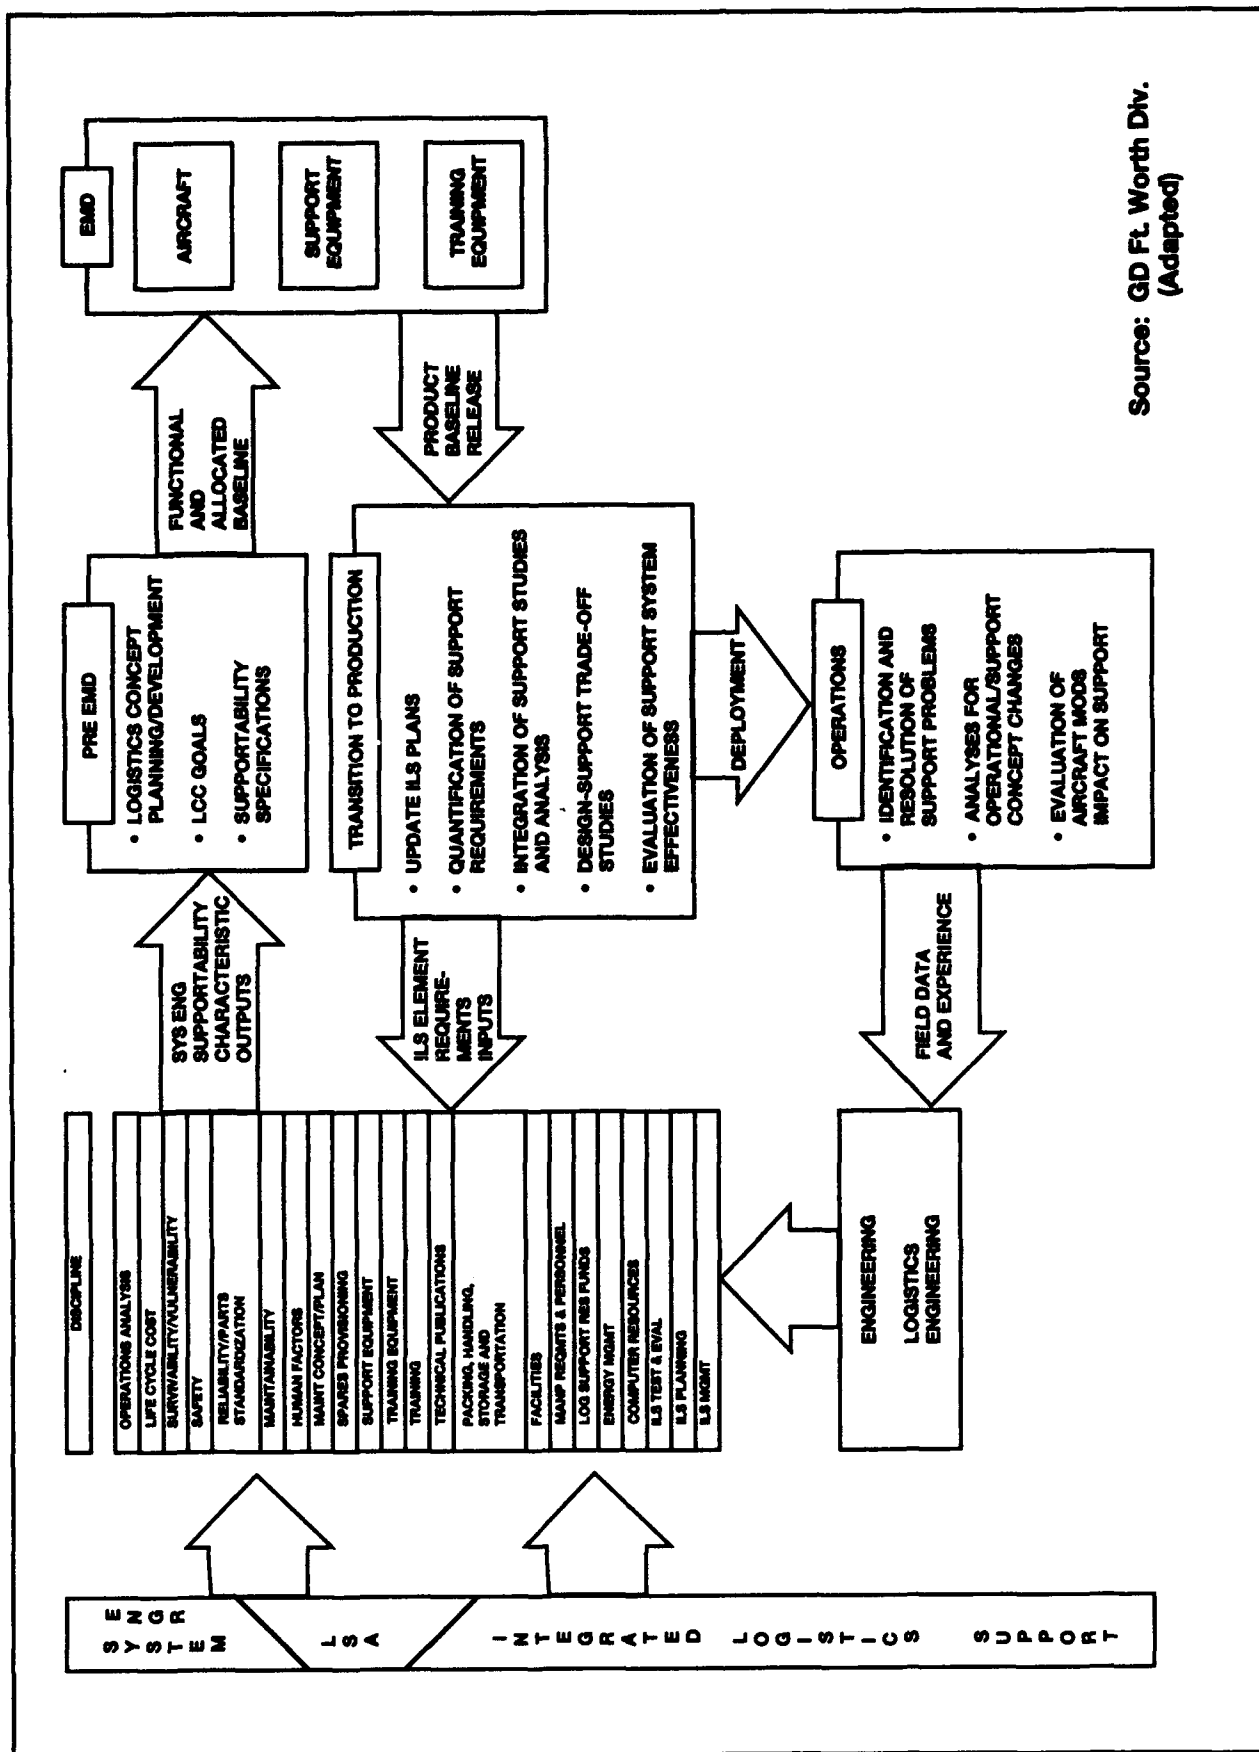 SYSTEM
ENGR
LSA
INTEGRATED
LOGISTICS
SUPPORT
DISCIPLINE
OPERATIONS ANALYSIS
LIFE CYCLE COST
SURVIVABILITY/VULNERABILITY
SAFETY
RELIABILITY/PARTS
STANDARDIZATION
MAINTAINABILITY
HUMAN FACTORS
MAINT CONCEPT/PLAN
SPARES PROVISIONING
SUPPORT EQUIPMENT
TRAINING EQUIPMENT
TRAINING
TECHNICAL PUBLICATIONS
PACKING, HANDLING,
STORAGE AND
TRANSPORTATION
FACILITIES
MANP REQMTS & PERSONNEL
LOG SUPPORT RES FUNDS
ENERGY MGMT
COMPUTER RESOURCES
ILS TEST & EVAL
ILS PLANNING
ILS MGMT
ENGINEERING
LOGISTICS
ENGINEERING
SYS ENG
SUPPORTABILITY
CHARACTERISTIC
OUTPUTS
ILS ELEMENT
REQUIRE-
MENTS
INPUTS
FIELD DATA
AND EXPERIENCE
PRE EMD
• LOGISTICS CONCEPT
PLANNING/DEVELOPMENT
• LCC GOALS
• SUPPORTABILITY
SPECIFICATIONS
TRANSITION TO PRODUCTION
• UPDATE ILS PLANS
• QUANTIFICATION OF SUPPORT
REQUIREMENTS
• INTEGRATION OF SUPPORT STUDIES
AND ANALYSIS
• DESIGN-SUPPORT TRADE-OFF
STUDIES
• EVALUATION OF SUPPORT SYSTEM
EFFECTIVENESS
DEPLOYMENT
OPERATIONS
• IDENTIFICATION AND
RESOLUTION OF
SUPPORT PROBLEMS
• ANALYSES FOR
OPERATIONAL/SUPPORT
CONCEPT CHANGES
• EVALUATION OF
AIRCRAFT MODS
IMPACT ON SUPPORT
FUNCTIONAL
AND
ALLOCATED
BASELINE
PRODUCT
BASELINE
RELEASE
EMD
AIRCRAFT
SUPPORT
EQUIPMENT
TRAINING
EQUIPMENT
Source: GD Ft. Worth Div.
(Adapted)